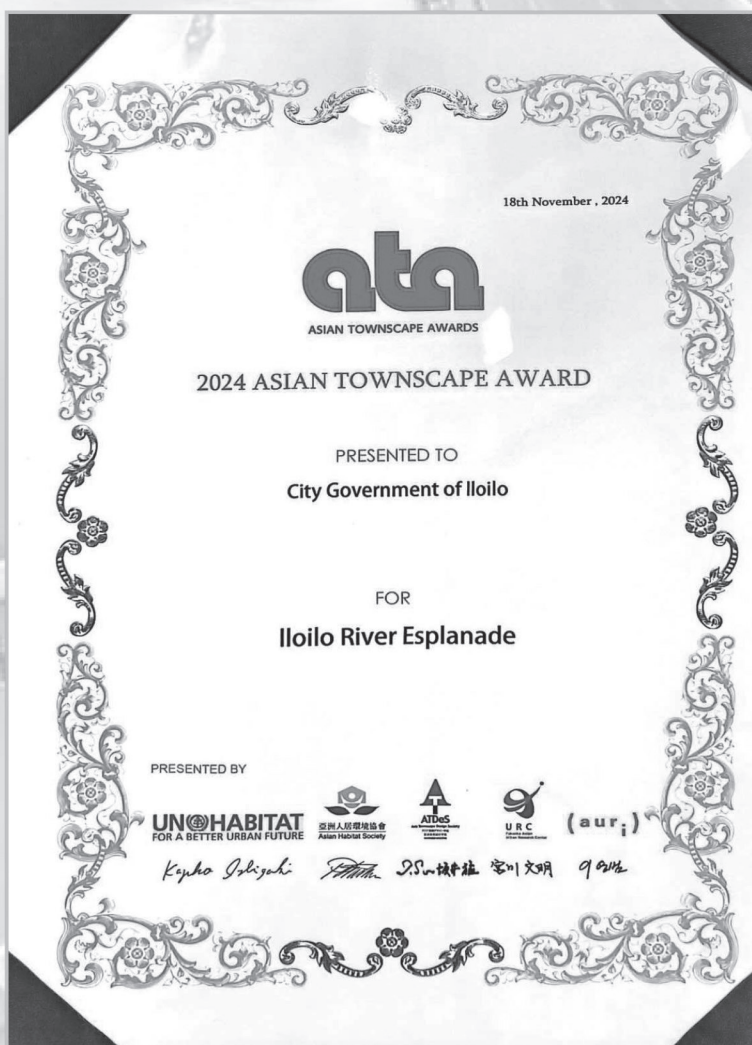 18th November , 2024
ata
ASIAN TOWNSCAPE AWARDS
2024 ASIAN TOWNSCAPE AWARD
PRESENTED TO
City Government of Iloilo
FOR
Iloilo River Esplanade
PRESENTED BY
UN HABITAT
FOR A BETTER URBAN FUTURE
亞洲人居環境協會
Asian Habitat Society
ATDeS
URC
(aur i)